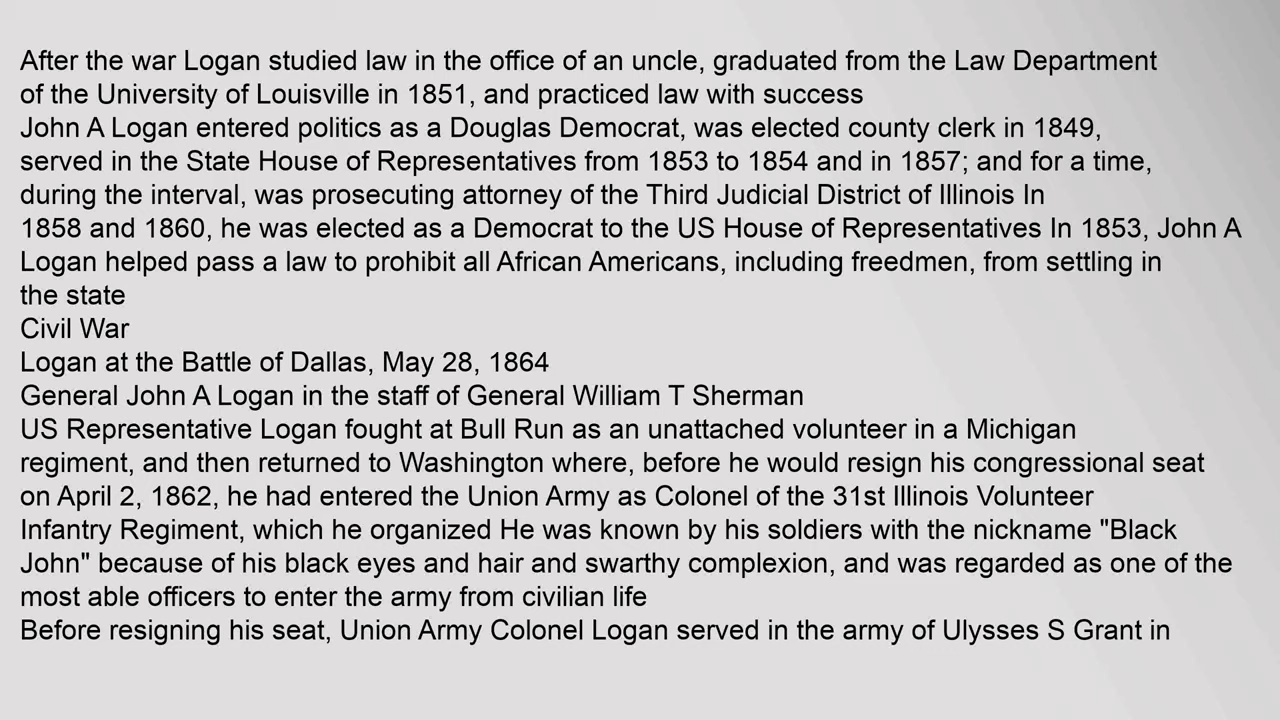 After the war Logan studied law in the office of an uncle, graduated from the Law Department
of the University of Louisville in 1851, and practiced law with success
John A Logan entered politics as a Douglas Democrat, was elected county clerk in 1849,
served in the State House of Representatives from 1853 to 1854 and in 1857; and for a time,
during the interval, was prosecuting attorney of the Third Judicial District of Illinois In
1858 and 1860, he was elected as a Democrat to the US House of Representatives In 1853, John A
Logan helped pass a law to prohibit all African Americans, including freedmen, from settling in
the state
Civil War
Logan at the Battle of Dallas, May 28, 1864
General John A Logan in the staff of General William T Sherman
US Representative Logan fought at Bull Run as an unattached volunteer in a Michigan
regiment, and then returned to Washington where, before he would resign his congressional seat
on April 2, 1862, he had entered the Union Army as Colonel of the 31st Illinois Volunteer
Infantry Regiment, which he organized He was known by his soldiers with the nickname "Black
John" because of his black eyes and hair and swarthy complexion, and was regarded as one of the
most able officers to enter the army from civilian life
Before resigning his seat, Union Army Colonel Logan served in the army of Ulysses S Grant in